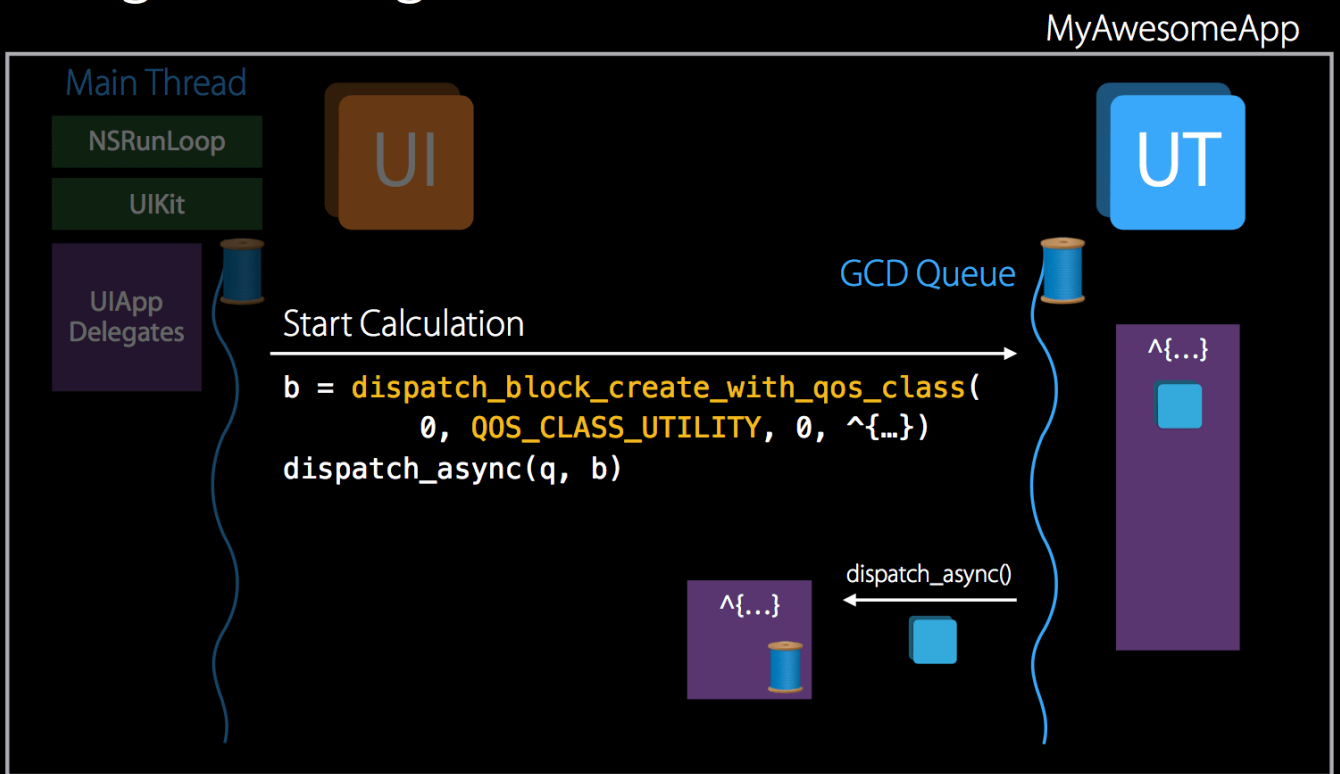 MyAwesomeApp
Main Thread
NSRunLoop
UIKit
UIApp
Delegates
UI
UT
GCD Queue
Start Calculation
b = dispatch_block_create_with_qos_class(
0, QOS_CLASS_UTILITY, 0, ^{…})
dispatch_async(q, b)
^{…}
dispatch_async()
^{…}